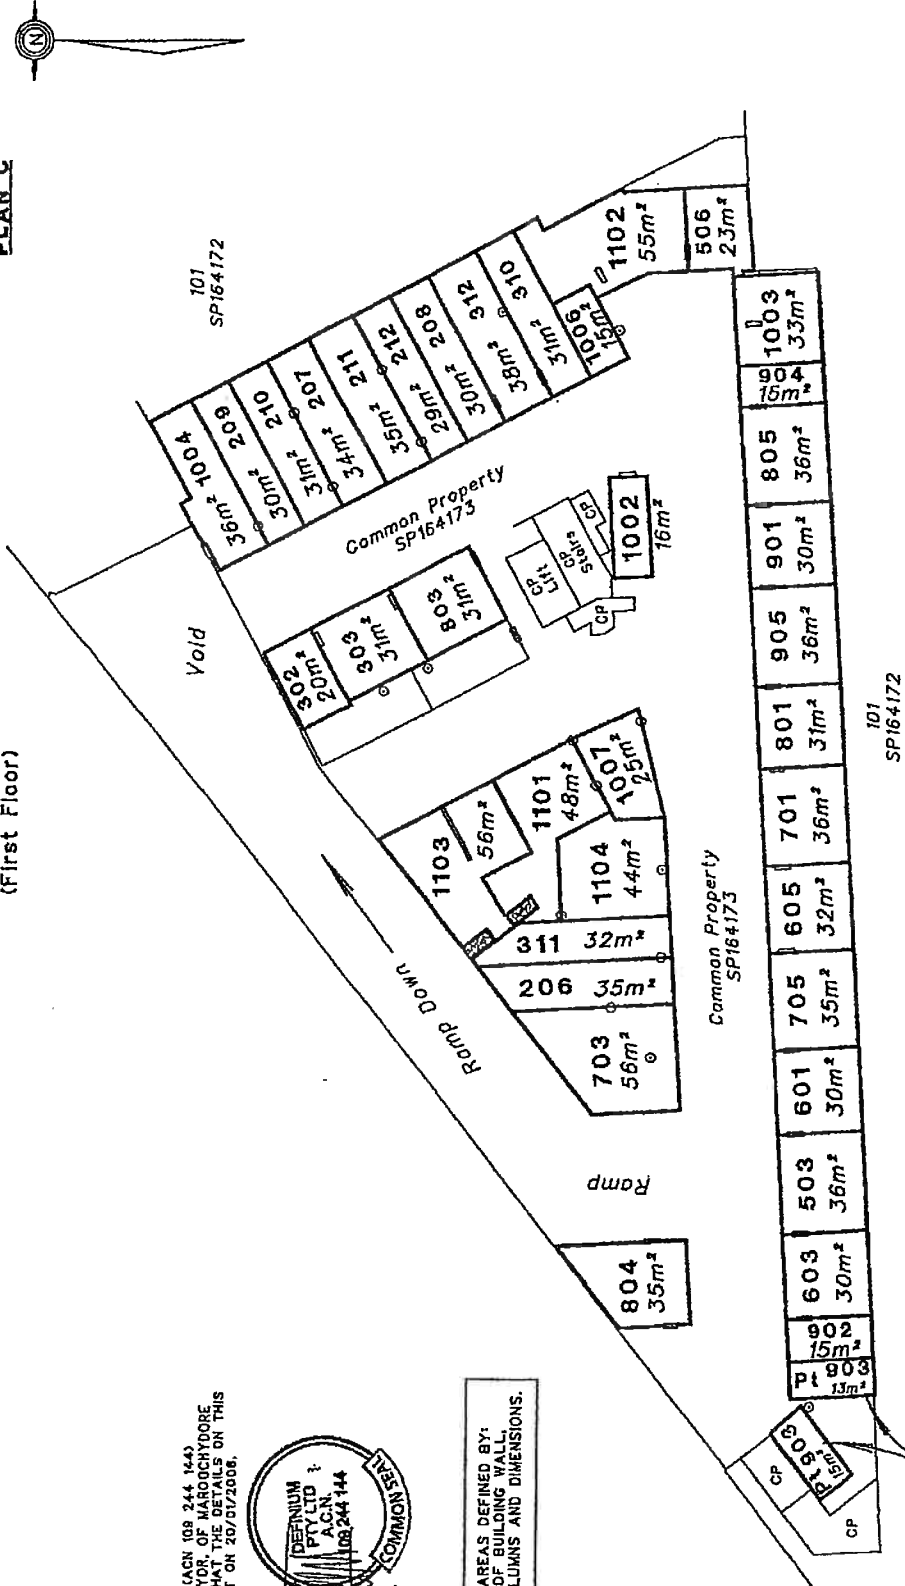 PLAN C
(First Floor)
N
101
SP164172
Void
1004
36m²
209
30m²
210
31m²
207
34m²
211
35m²
212
29m²
208
30m²
312
38m²
310
31m²
1006
15m²
1102
55m²
506
23m²
1003
33m²
904
15m²
805
36m²
901
30m²
905
36m²
801
31m²
701
36m²
605
32m²
705
35m²
601
30m²
503
36m²
603
30m²
902
15m²
Pt 903
13m²
Pt 903
15m²
CP
CP
Common Property
SP164173
302
20m²
303
31m²
803
31m²
CP
Lift
CP
Stairs
CP
CP
1002
16m²
1103
56m²
1101
48m²
1007
25m²
1104
44m²
311 32m²
206 35m²
703
56m²
Common Property
SP164173
101
SP164172
Ramp Down
Ramp
804
35m²
(ACN 109 244 144)
YOR, OF MAROOCHYDORE
HAT THE DETAILS ON THIS
T ON 20/01/2006.
DEFINIUM
PTY LTD
A.C.N.
109 244 144
COMMON SEAL
AREAS DEFINED BY:
OF BUILDING WALL,
LUMNS AND DIMENSIONS.